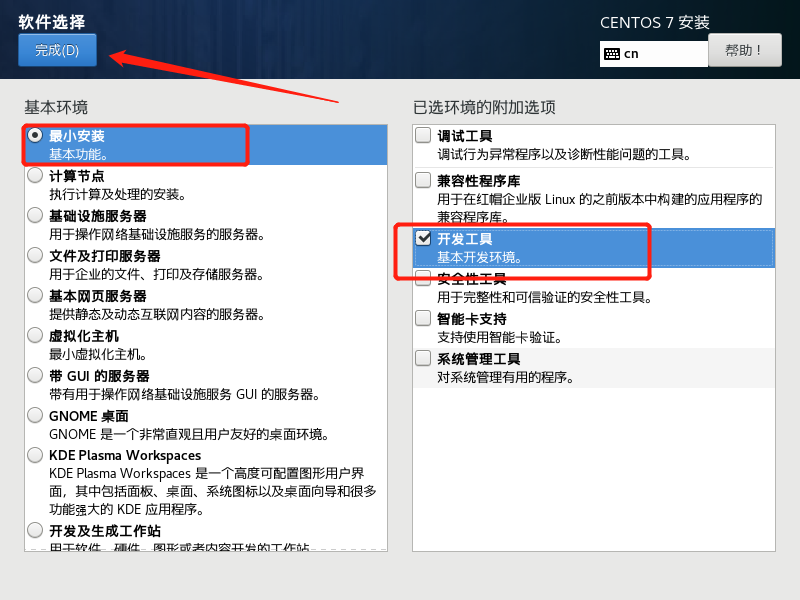 软件选择
完成(D)
CENTOS 7 安装
cn
帮助！
基本环境
最小安装
基本功能。
计算节点
执行计算及处理的安装。
基础设施服务器
用于操作网络基础设施服务的服务器。
文件及打印服务器
用于企业的文件、打印及存储服务器。
基本网页服务器
提供静态及动态互联网内容的服务器。
虚拟化主机
最小虚拟化主机。
带 GUI 的服务器
带有用于操作网络基础设施服务 GUI 的服务器。
GNOME 桌面
GNOME 是一个非常直观且用户友好的桌面环境。
KDE Plasma Workspaces
KDE Plasma Workspaces 是一个高度可配置图形用户界
面，其中包括面板、桌面、系统图标以及桌面向导和很多
功能强大的 KDE 应用程序。
开发及生成工作站
用于软件、硬件、图形或者内容开发的工作站
已选环境的附加选项
调试工具
调试行为异常程序以及诊断性能问题的工具。
兼容性程序库
用于在红帽企业版 Linux 的之前版本中构建的应用程序的
兼容程序库。
开发工具
基本开发环境。
安全性工具
用于完整性和可信验证的安全性工具。
智能卡支持
支持使用智能卡验证。
系统管理工具
对系统管理有用的程序。